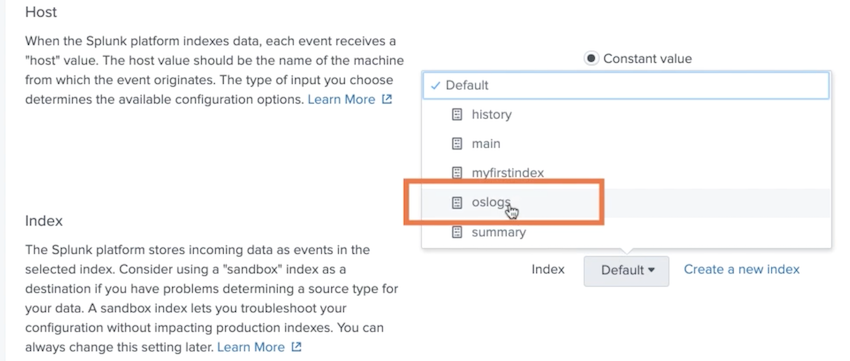 Host
When the Splunk platform indexes data, each event receives a
"host" value. The host value should be the name of the machine
from which the event originates. The type of input you choose
determines the available configuration options. Learn More
Constant value
Default
history
main
myfirstindex
oslogs
summary
Index
The Splunk platform stores incoming data as events in the
selected index. Consider using a "sandbox" index as a
destination if you have problems determining a source type for
your data. A sandbox index lets you troubleshoot your
configuration without impacting production indexes. You can
always change this setting later. Learn More
Index Default Create a new index